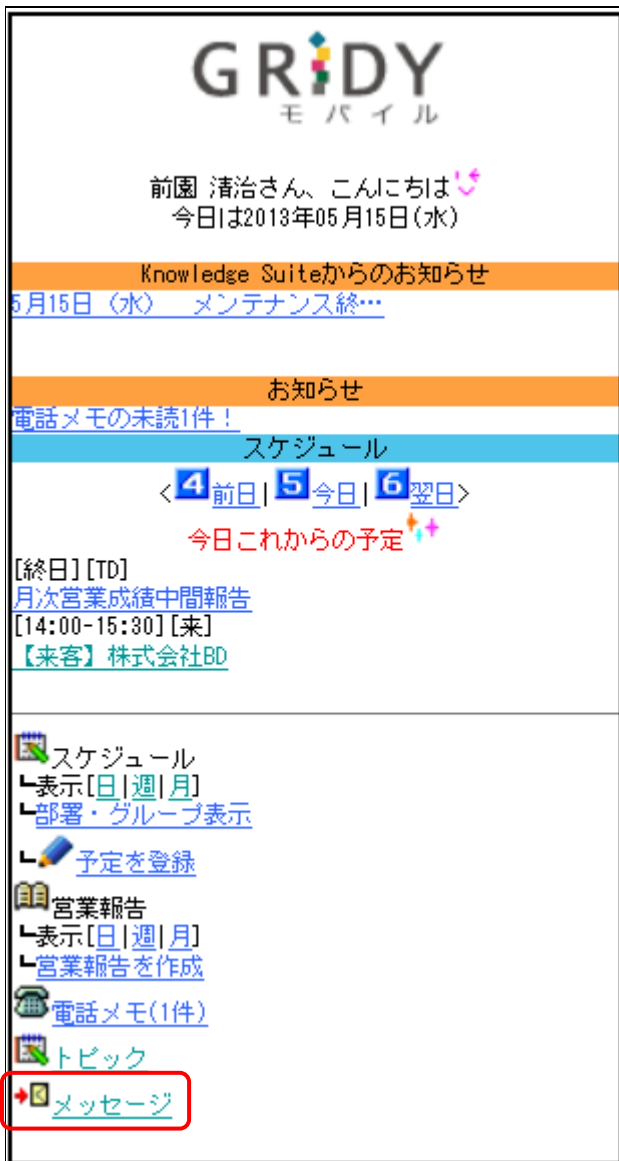 GRiDY
モバイル
前園 清治さん、こんにちは
今日は2013年05月15日(水)
Knowledge Suiteからのお知らせ
5月15日（水）　メンテナンス終…
お知らせ
電話メモの未読1件！
スケジュール
<4前日|5今日|6翌日>
今日これからの予定
[終日][TD]
月次営業成績中間報告
[14:00-15:30][来]
【来客】株式会社BD
スケジュール
┗表示[日|週|月]
┗部署・グループ表示
┗予定を登録
営業報告
┗表示[日|週|月]
┗営業報告を作成
電話メモ(1件)
トピック
メッセージ